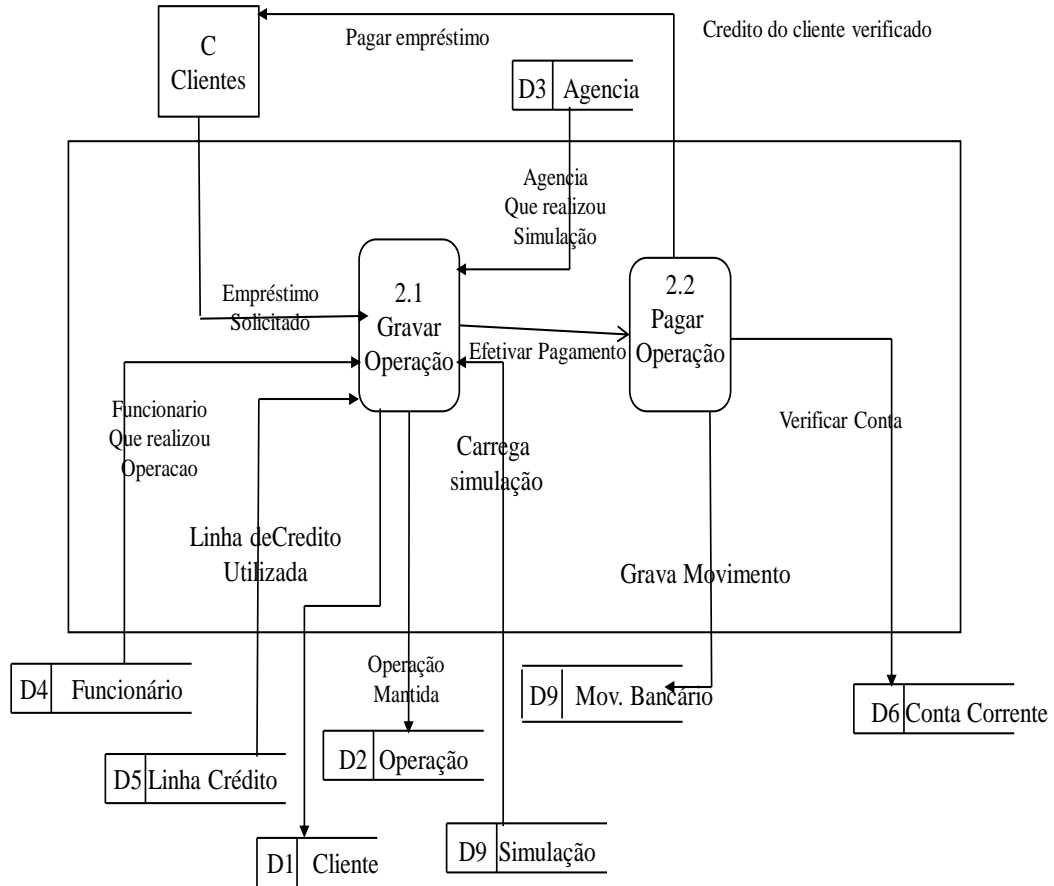 C
Clientes
Pagar empréstimo
Credito do cliente verificado
D3 Agencia
Agencia
Que realizou
Simulação
2.1
Gravar
Operação
2.2
Pagar
Operação
Empréstimo
Solicitado
Efetivar Pagamento
Funcionario
Que realizou
Operacao
Carrega
simulação
Verificar Conta
Linha deCredito
Utilizada
Grava Movimento
D4 Funcionário
Operação
Mantida
D9 Mov. Bancário
D6 Conta Corrente
D5 Linha Crédito
D2 Operação
D1 Cliente
D9 Simulação